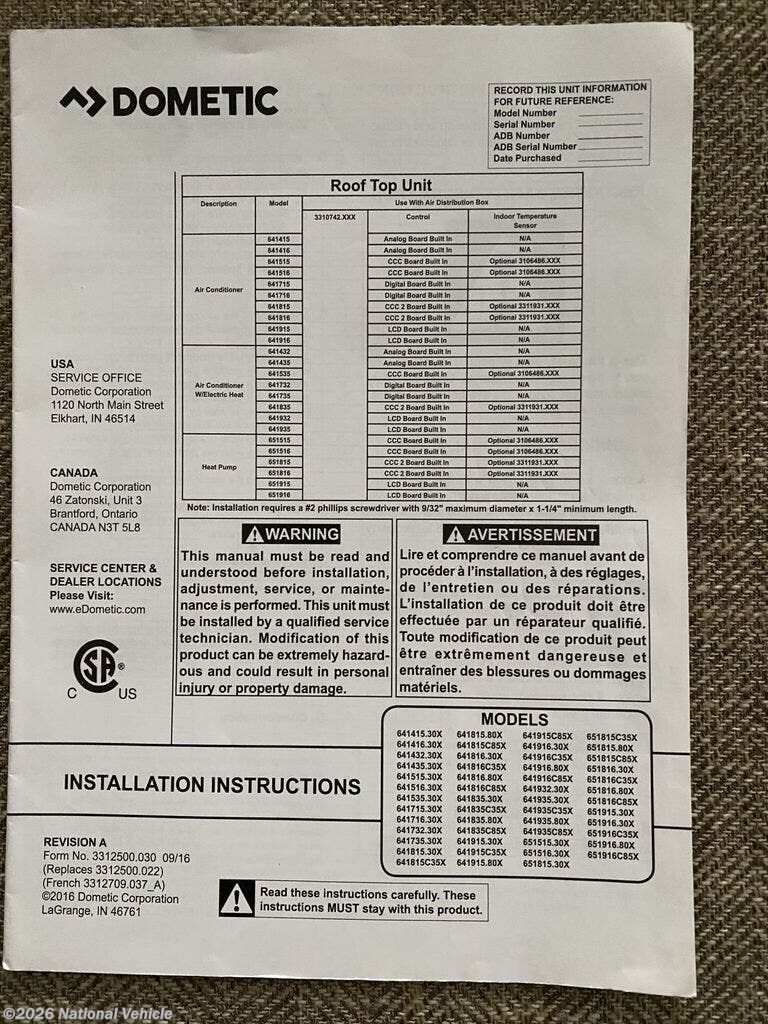 DOMETIC
RECORD THIS UNIT INFORMATION
FOR FUTURE REFERENCE:
Model Number
Serial Number
ADB Number
ADB Serial Number
Date Purchased
Roof Top Unit
Description Model Use With Air Distribution Box
3310742.XXX Control Indoor Temperature
Sensor
Air Conditioner
641415 Analog Board Built In N/A
641416 Analog Board Built In N/A
641515 CCC Board Built In Optional 3106486.XXX
641516 CCC Board Built In Optional 3106486.XXX
641715 Digital Board Built In N/A
641716 Digital Board Built In N/A
641815 CCC 2 Board Built In Optional 3311931.XXX
641816 CCC 2 Board Built In Optional 3311931.XXX
641915 LCD Board Built In N/A
641916 LCD Board Built In N/A
Air Conditioner
W/Electric Heat
641432 Analog Board Built In N/A
641435 Analog Board Built In N/A
641535 CCC Board Built In Optional 3106486.XXX
641732 Digital Board Built In N/A
641735 Digital Board Built In N/A
641835 CCC 2 Board Built In Optional 3311931.XXX
641932 LCD Board Built In N/A
641935 LCD Board Built In N/A
Heat Pump
651515 CCC Board Built In Optional 3106486.XXX
651516 CCC Board Built In Optional 3106486.XXX
651815 CCC 2 Board Built In Optional 3311931.XXX
651816 CCC 2 Board Built In Optional 3311931.XXX
651915 LCD Board Built In N/A
651916 LCD Board Built In N/A
Note: Installation requires a #2 phillips screwdriver with 9/32" maximum diameter x 1-1/4" minimum length.
USA
SERVICE OFFICE
Dometic Corporation
1120 North Main Street
Elkhart, IN 46514
CANADA
Dometic Corporation
46 Zatonski, Unit 3
Brantford, Ontario
CANADA N3T 5L8
SERVICE CENTER &
DEALER LOCATIONS
Please Visit:
www.eDometic.com
C SA® US
WARNING
This manual must be read and
understood before installation,
adjustment, service, or mainte-
nance is performed. This unit must
be installed by a qualified service
technician. Modification of this
product can be extremely hazard-
ous and could result in personal
injury or property damage.
AVERTISSEMENT
Lire et comprendre ce manuel avant de
procéder à l'installation, à des réglages,
de l'entretien ou des réparations.
L'installation de ce produit doit être
effectuée par un réparateur qualifié.
Toute modification de ce produit peut
être extrêmement dangereuse et
entraîner des blessures ou dommages
matériels.
INSTALLATION INSTRUCTIONS
MODELS
641415.30X 641815.80X 641915C85X 651815C35X
641416.30X 641815C85X 641916.30X 651815.80X
641432.30X 641816.30X 641916C35X 651815C85X
641435.30X 641816C35X 641916.80X 651816.30X
641515.30X 641816.80X 641916C85X 651816C35X
641516.30X 641816C85X 641932.30X 651816.80X
641535.30X 641835.30X 641935.30X 651816C85X
641715.30X 641835C35X 641935C35X 651915.30X
641716.30X 641835.80X 641935.80X 651916.30X
641732.30X 641835C85X 641935C85X 651916C35X
641735.30X 641915.30X 651515.30X 651916.80X
641815.30X 641915C35X 651516.30X 651916C85X
641815C35X 641915.80X 651815.30X
REVISION A
Form No. 3312500.030 09/16
(Replaces 3312500.022)
(French 3312709.037_A)
©2016 Dometic Corporation
LaGrange, IN 46761
Read these instructions carefully. These
instructions MUST stay with this product.
©2026 National Vehicle